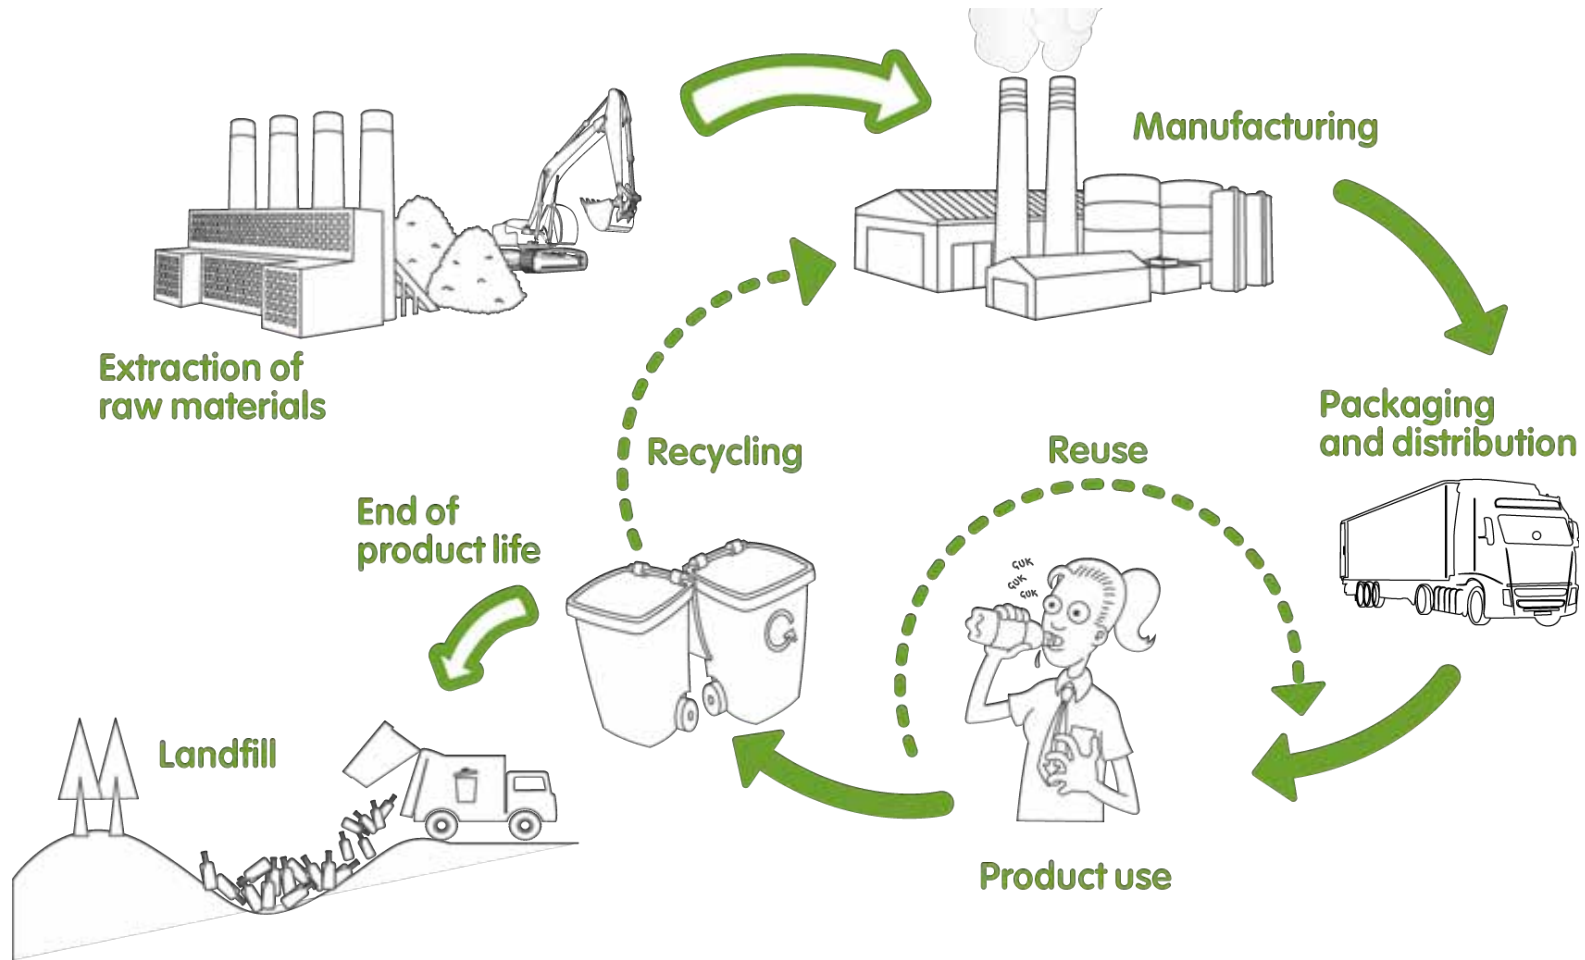 Manufacturing
Extraction of
raw materials
Packaging
and distribution
Recycling
Reuse
End of
product life
GUK
GUK
GUK
Landfill
Product use